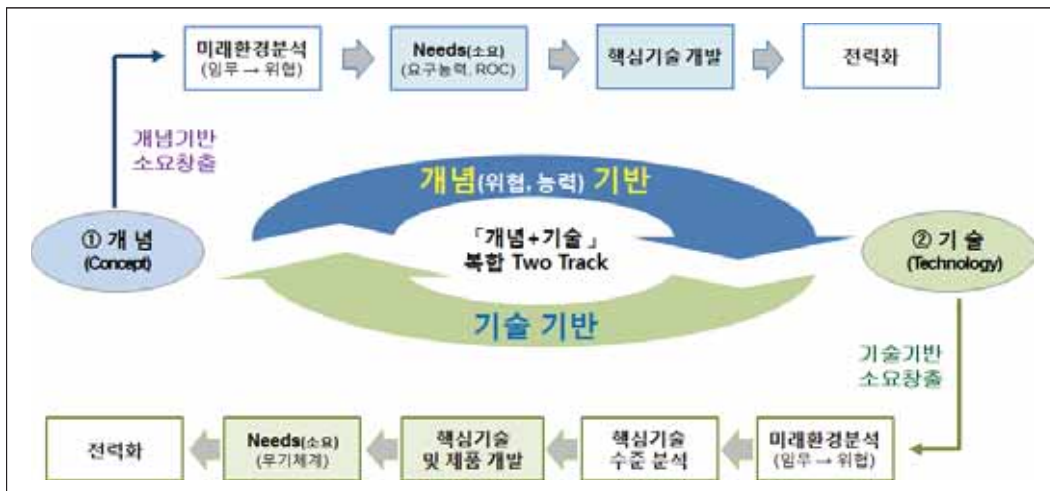 미래환경분석
(임무 → 위협)
Needs(소요)
(요구능력, ROC)
핵심기술 개발
전력화
개념기반
소요창출
개념(위협, 능력) 기반
① 개 념
(Concept)
「개념+기술」
복합 Two Track
② 기 술
(Technology)
기술 기반
기술기반
소요창출
전력화
Needs(소요)
(무기체계)
핵심기술
및 제품 개발
핵심기술
수준 분석
미래환경분석
(임무 → 위협)